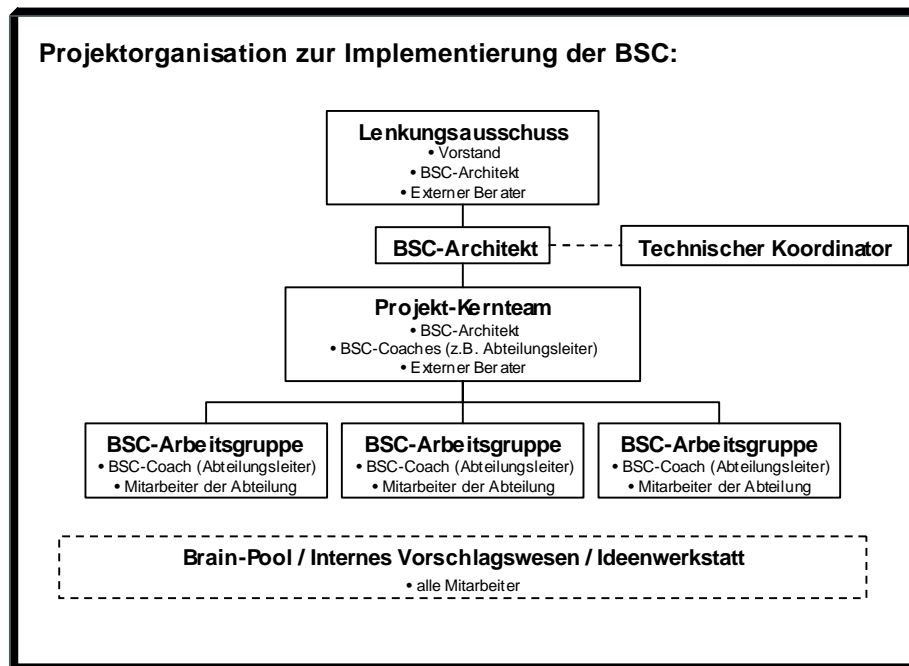 Projektorganisation zur Implementierung der BSC:
Lenkungsausschuss
• Vorstand
• BSC-Architekt
• Externer Berater
BSC-Architekt
Technischer Koordinator
Projekt-Kernteam
• BSC-Architekt
• BSC-Coaches (z.B. Abteilungsleiter)
• Externer Berater
BSC-Arbeitsgruppe
• BSC-Coach (Abteilungsleiter)
• Mitarbeiter der Abteilung
BSC-Arbeitsgruppe
• BSC-Coach (Abteilungsleiter)
• Mitarbeiter der Abteilung
BSC-Arbeitsgruppe
• BSC-Coach (Abteilungsleiter)
• Mitarbeiter der Abteilung
Brain-Pool / Internes Vorschlagswesen / Ideenwerkstatt
• alle Mitarbeiter